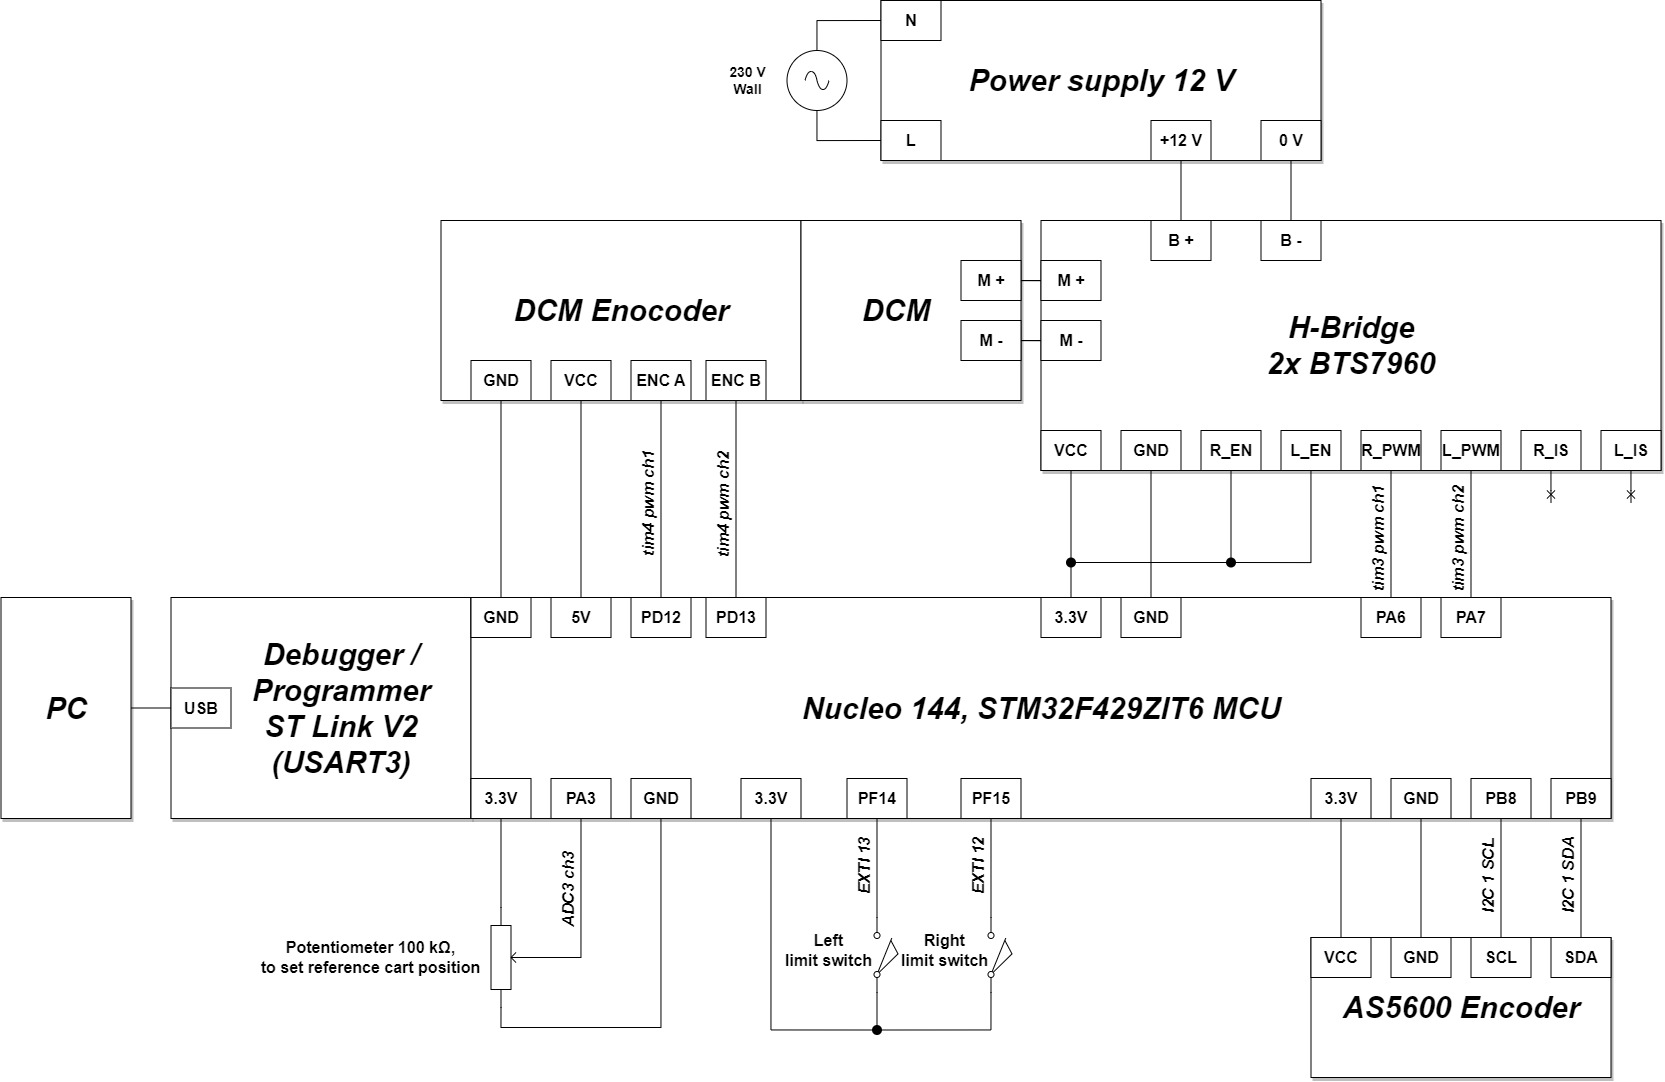 N
Power supply 12 V
230 V
Wall
L
+12 V
0 V
B +
B -
M +
M +
DCM Enocoder
DCM
M -
M -
H-Bridge
2x BTS7960
GND
VCC
ENC A
ENC B
VCC
GND
R_EN
L_EN
R_PWM
L_PWM
R_IS
L_IS
tim4 pwm ch1
tim4 pwm ch2
tim3 pwm ch1
tim3 pwm ch2
GND
5V
PD12
PD13
3.3V
GND
PA6
PA7
PC
USB
Debugger /
Programmer
ST Link V2
(USART3)
Nucleo 144, STM32F429ZIT6 MCU
3.3V
PA3
GND
3.3V
PF14
PF15
3.3V
GND
PB8
PB9
ADC3 ch3
EXTI 13
EXTI 12
I2C 1 SCL
I2C 1 SDA
Potentiometer 100 kΩ,
to set reference cart position
Left
limit switch
Right
limit switch
VCC
GND
SCL
SDA
AS5600 Encoder